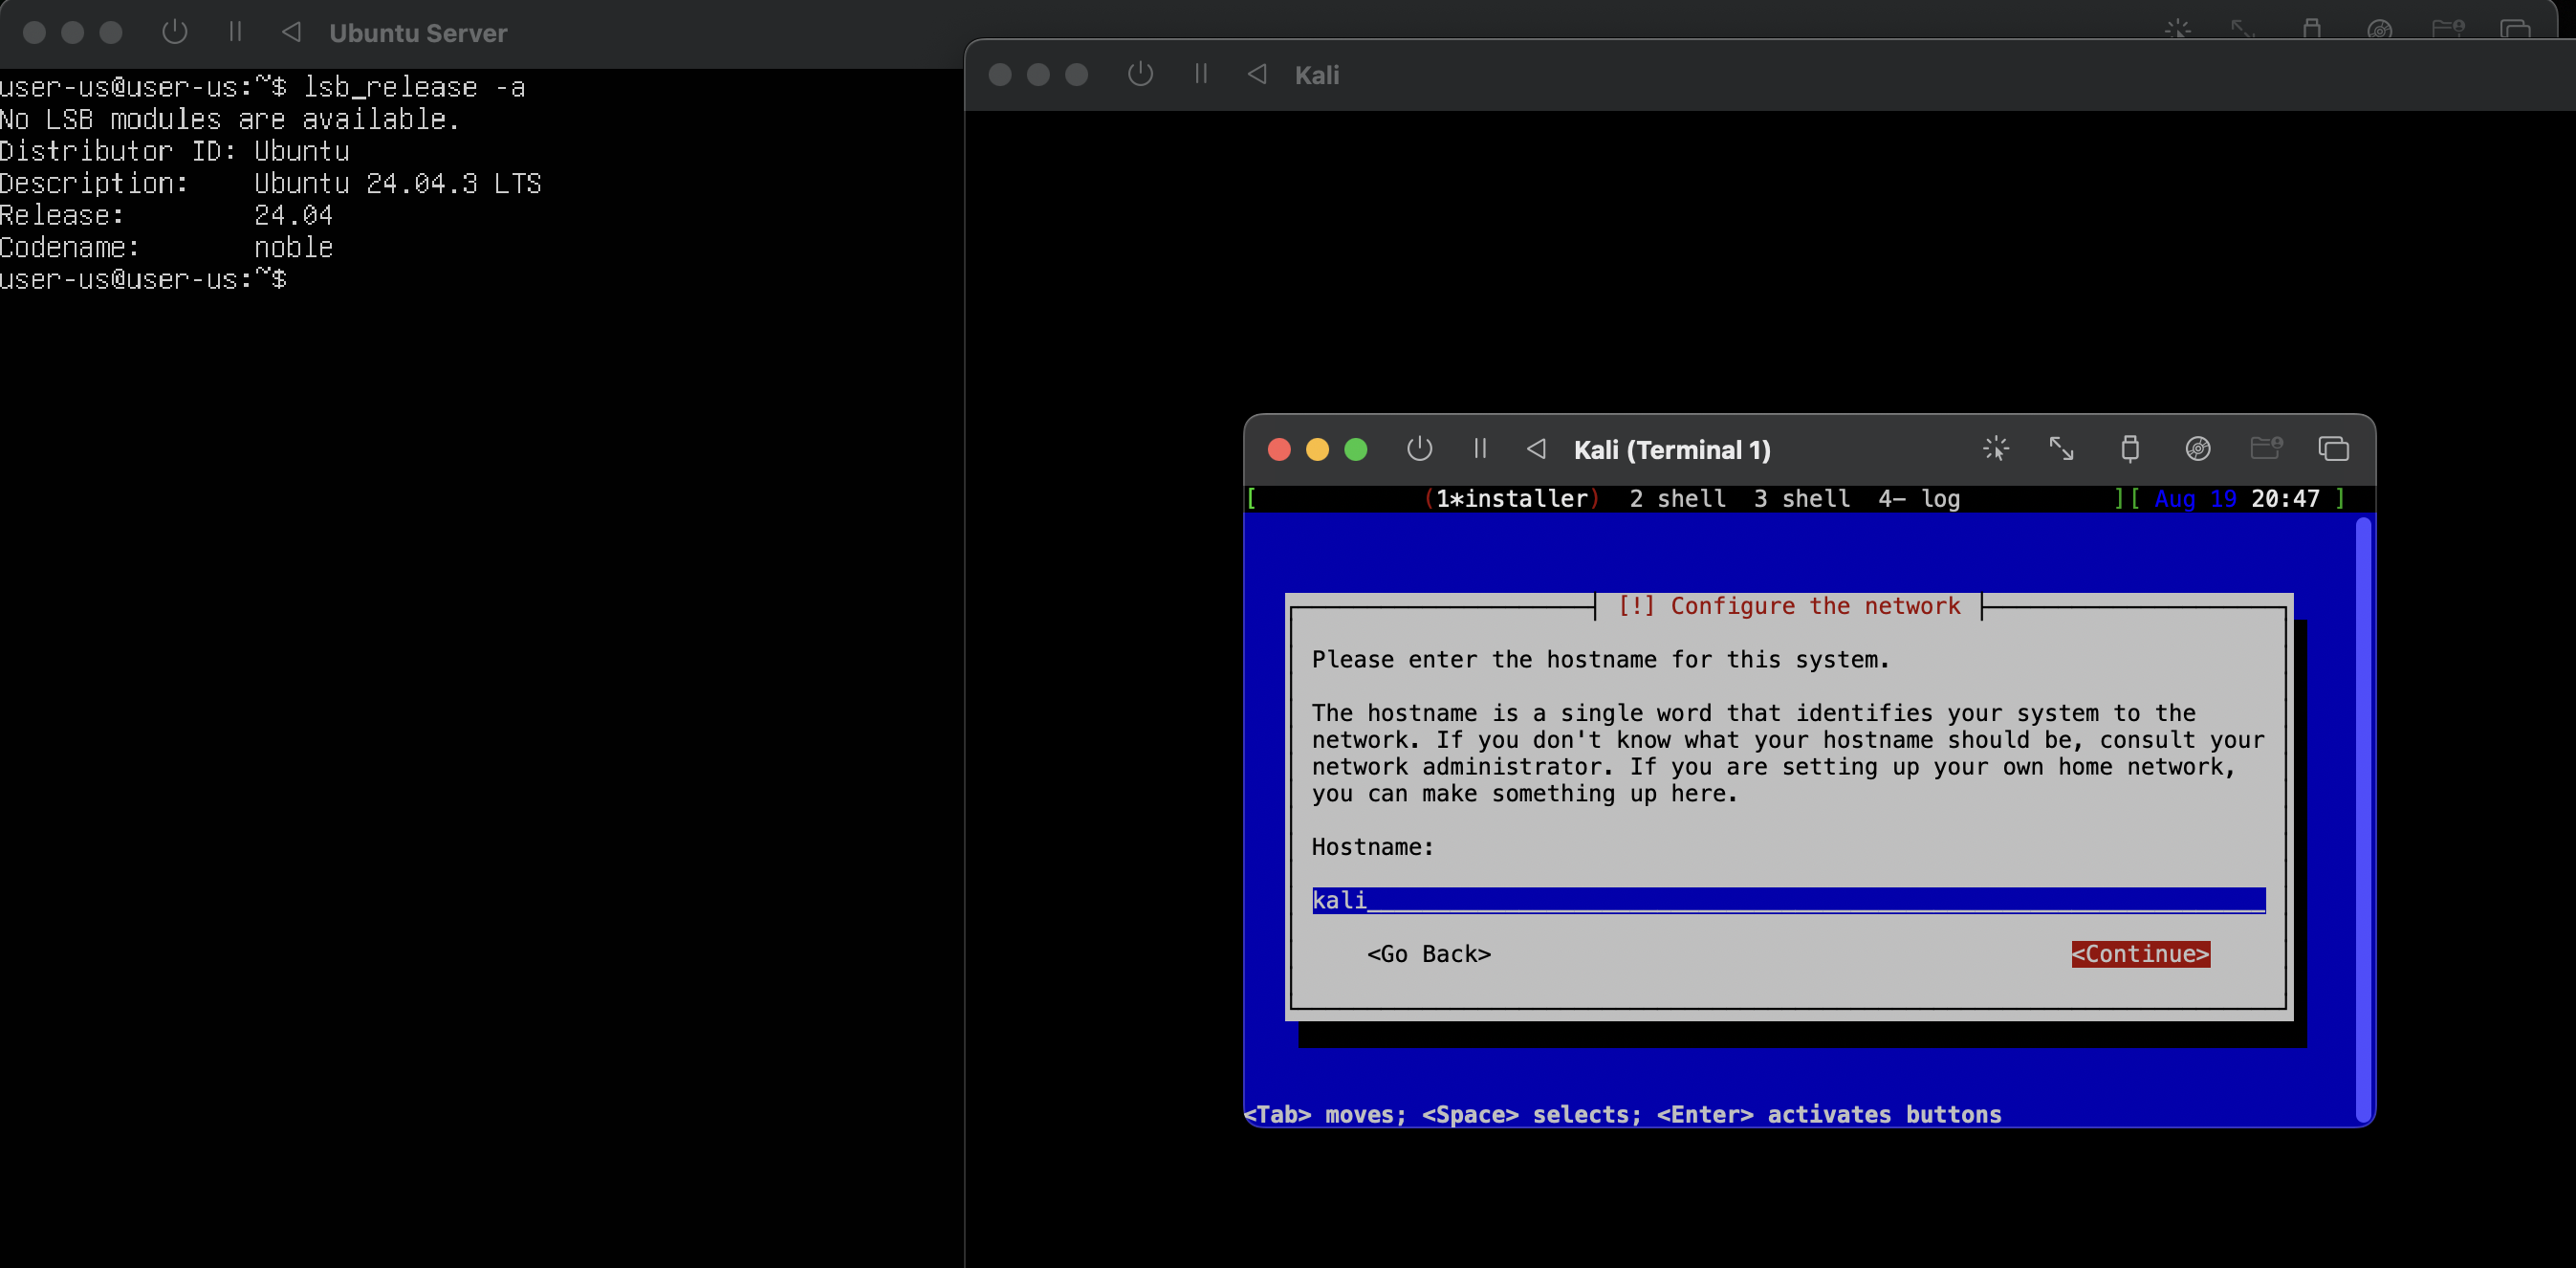 Ubuntu Server
user-us@user-us:~$ lsb_release -a
No LSB modules are available.
Distributor ID: Ubuntu
Description:    Ubuntu 24.04.3 LTS
Release:        24.04
Codename:       noble
user-us@user-us:~$
Kali
Kali (Terminal 1)
[ (1*installer) 2 shell 3 shell 4- log ][ Aug 19 20:47 ]
[!] Configure the network
Please enter the hostname for this system.
The hostname is a single word that identifies your system to the
network. If you don't know what your hostname should be, consult your
network administrator. If you are setting up your own home network,
you can make something up here.
Hostname:
kali
<Go Back> <Continue>
<Tab> moves; <Space> selects; <Enter> activates buttons